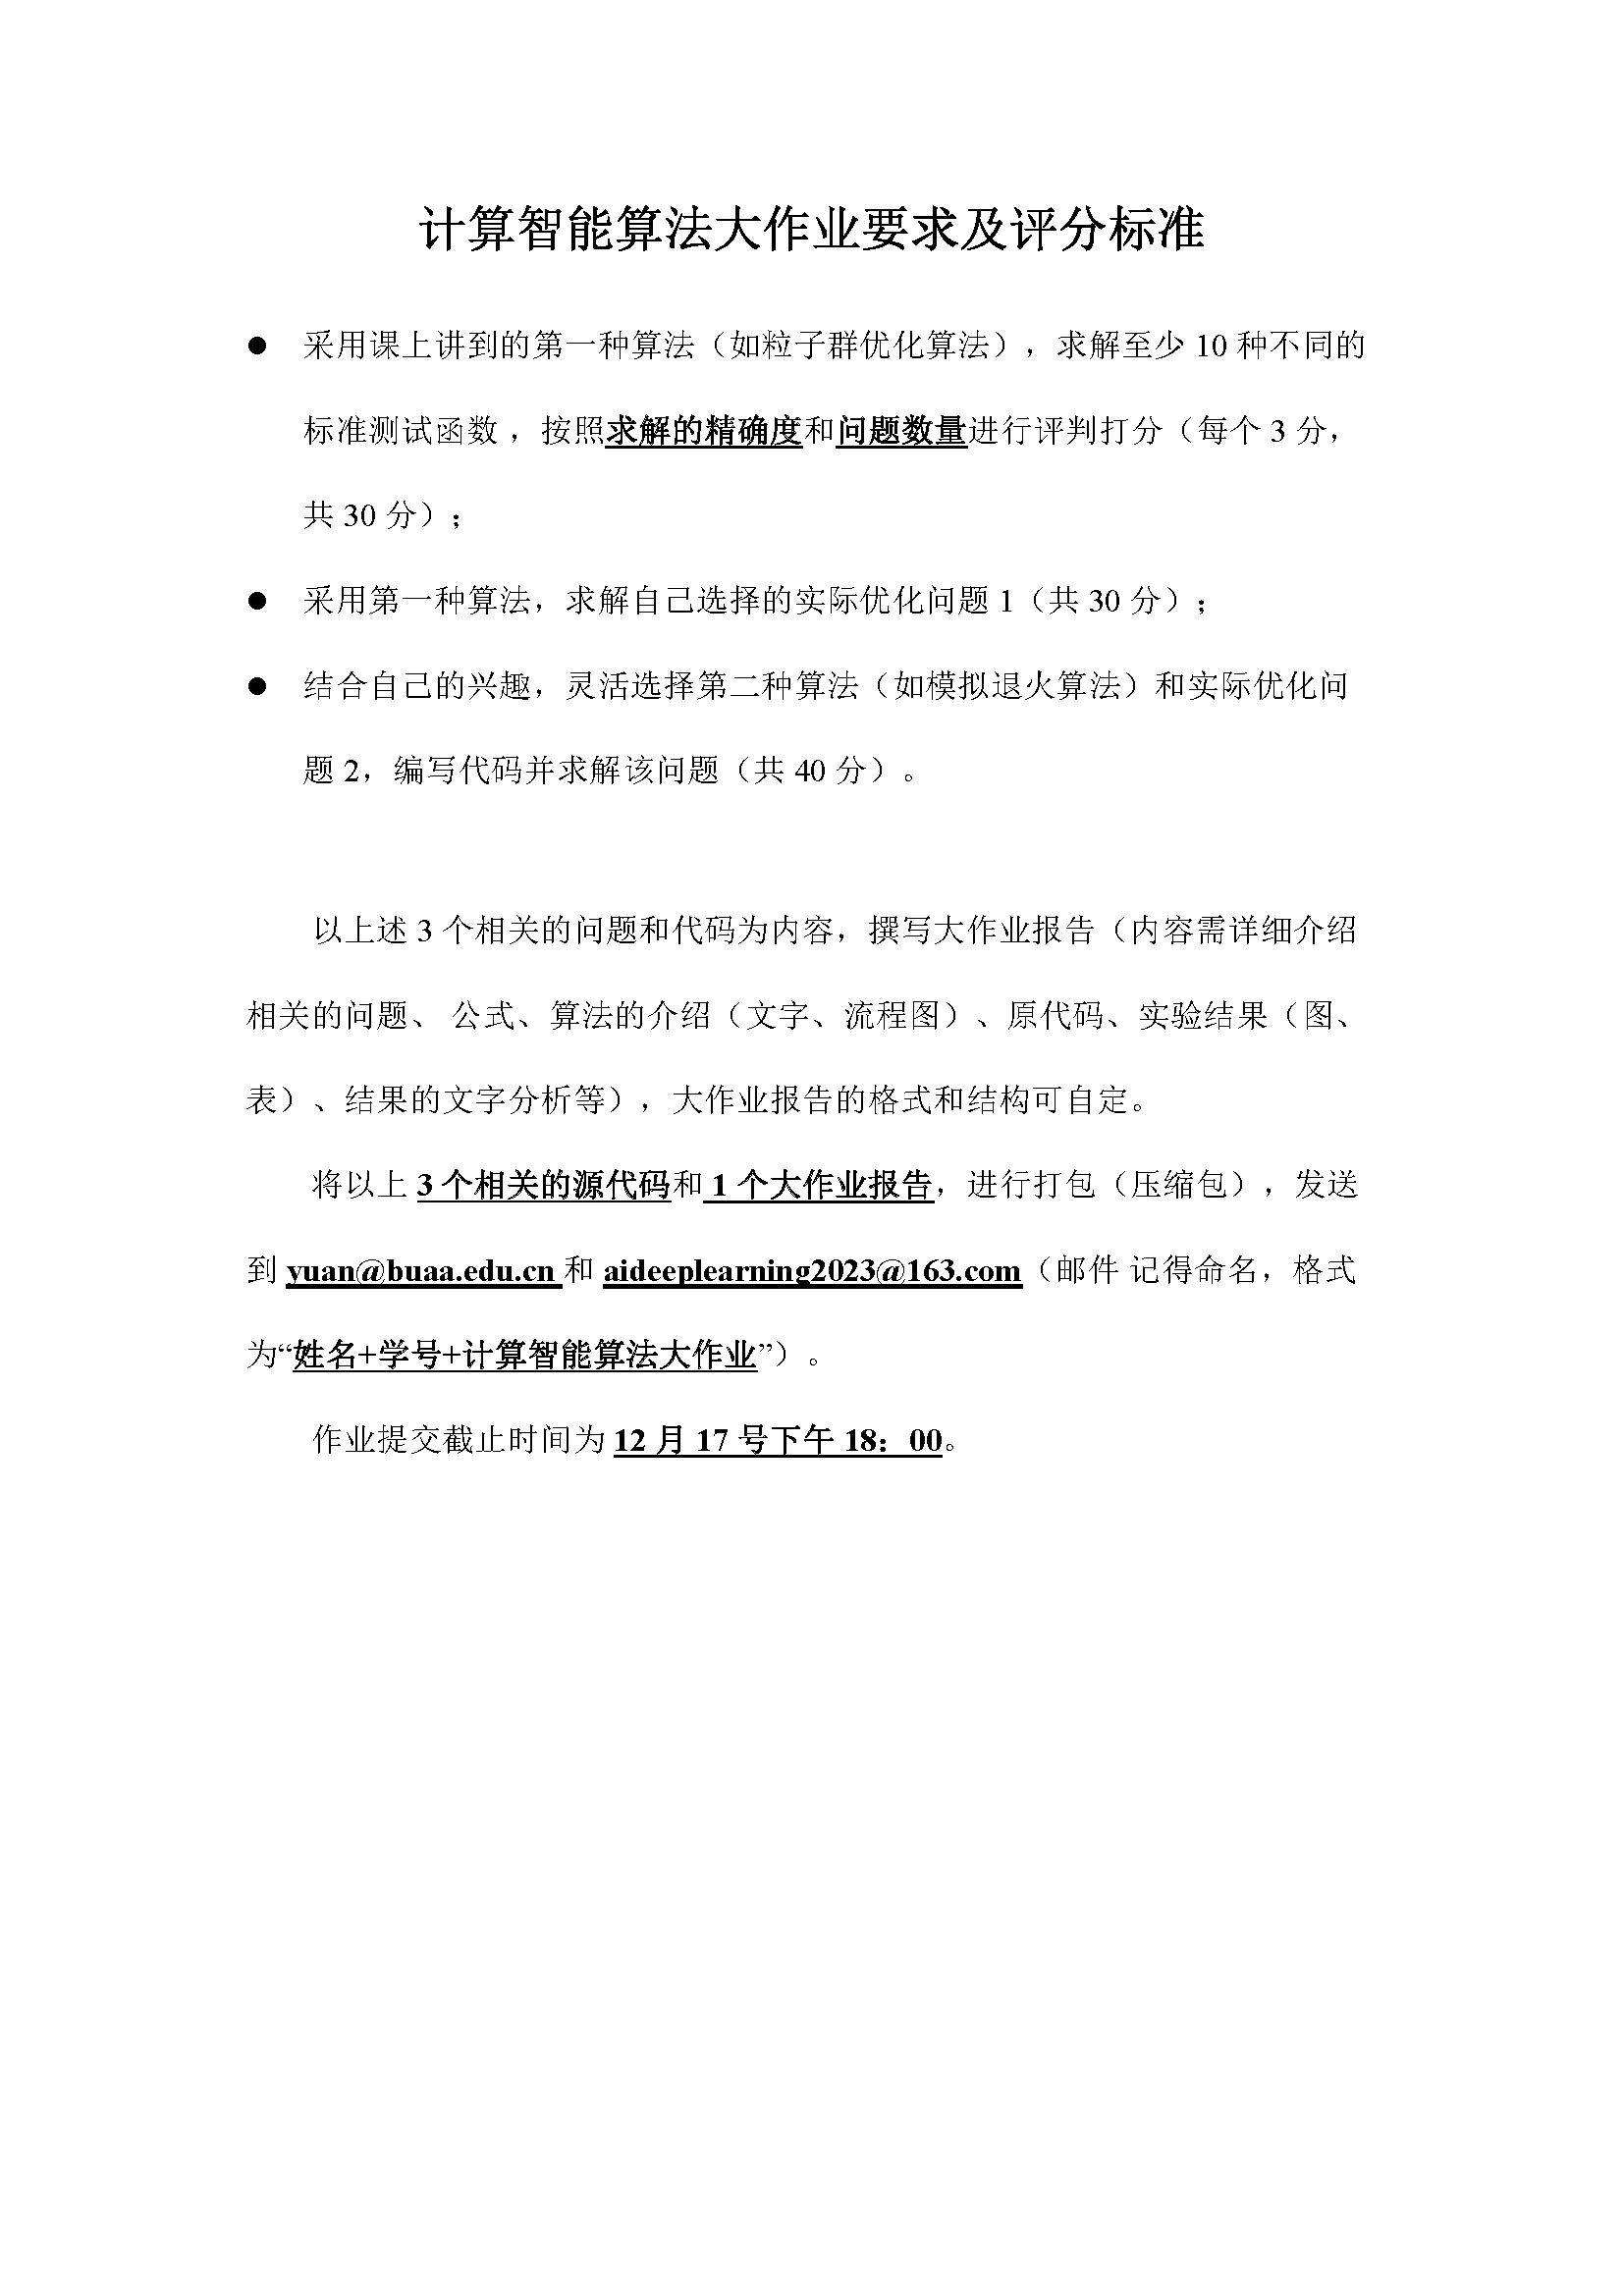 计算智能算法大作业要求及评分标准
● 采用课上讲到的第一种算法（如粒子群优化算法），求解至少 10 种不同的
标准测试函数 ，按照求解的精确度和问题数量进行评判打分（每个 3 分，
共 30 分）；
● 采用第一种算法，求解自己选择的实际优化问题 1（共 30 分）；
● 结合自己的兴趣，灵活选择第二种算法（如模拟退火算法）和实际优化问
题 2，编写代码并求解该问题（共 40 分）。
以上述 3 个相关的问题和代码为内容，撰写大作业报告（内容需详细介绍
相关的问题、 公式、算法的介绍（文字、流程图）、原代码、实验结果（图、
表）、结果的文字分析等），大作业报告的格式和结构可自定。
将以上 3 个相关的源代码和 1 个大作业报告，进行打包（压缩包），发送
到 yuan@buaa.edu.cn 和 aideeplearning2023@163.com（邮件 记得命名，格式
为“姓名+学号+计算智能算法大作业”）。
作业提交截止时间为 12 月 17 号下午 18：00。